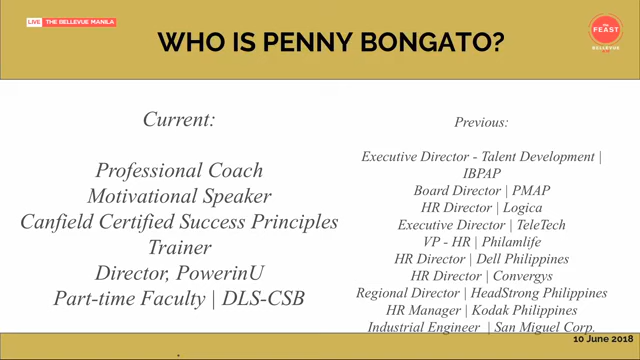 LIVE THE BELLEVUE MANILA
the
FEAST
BELLEVUE
WHO IS PENNY BONGATO?
Current:
Professional Coach
Motivational Speaker
Canfield Certified Success Principles
Trainer
Director, PowerinU
Part-time Faculty | DLS-CSB
Previous:
Executive Director - Talent Development |
IBPAP
Board Director | PMAP
HR Director | Logica
Executive Director | TeleTech
VP - HR | Philamlife
HR Director | Dell Philippines
HR Director | Convergys
Regional Director | HeadStrong Philippines
HR Manager | Kodak Philippines
Industrial Engineer | San Miguel Corp.
10 June 2018